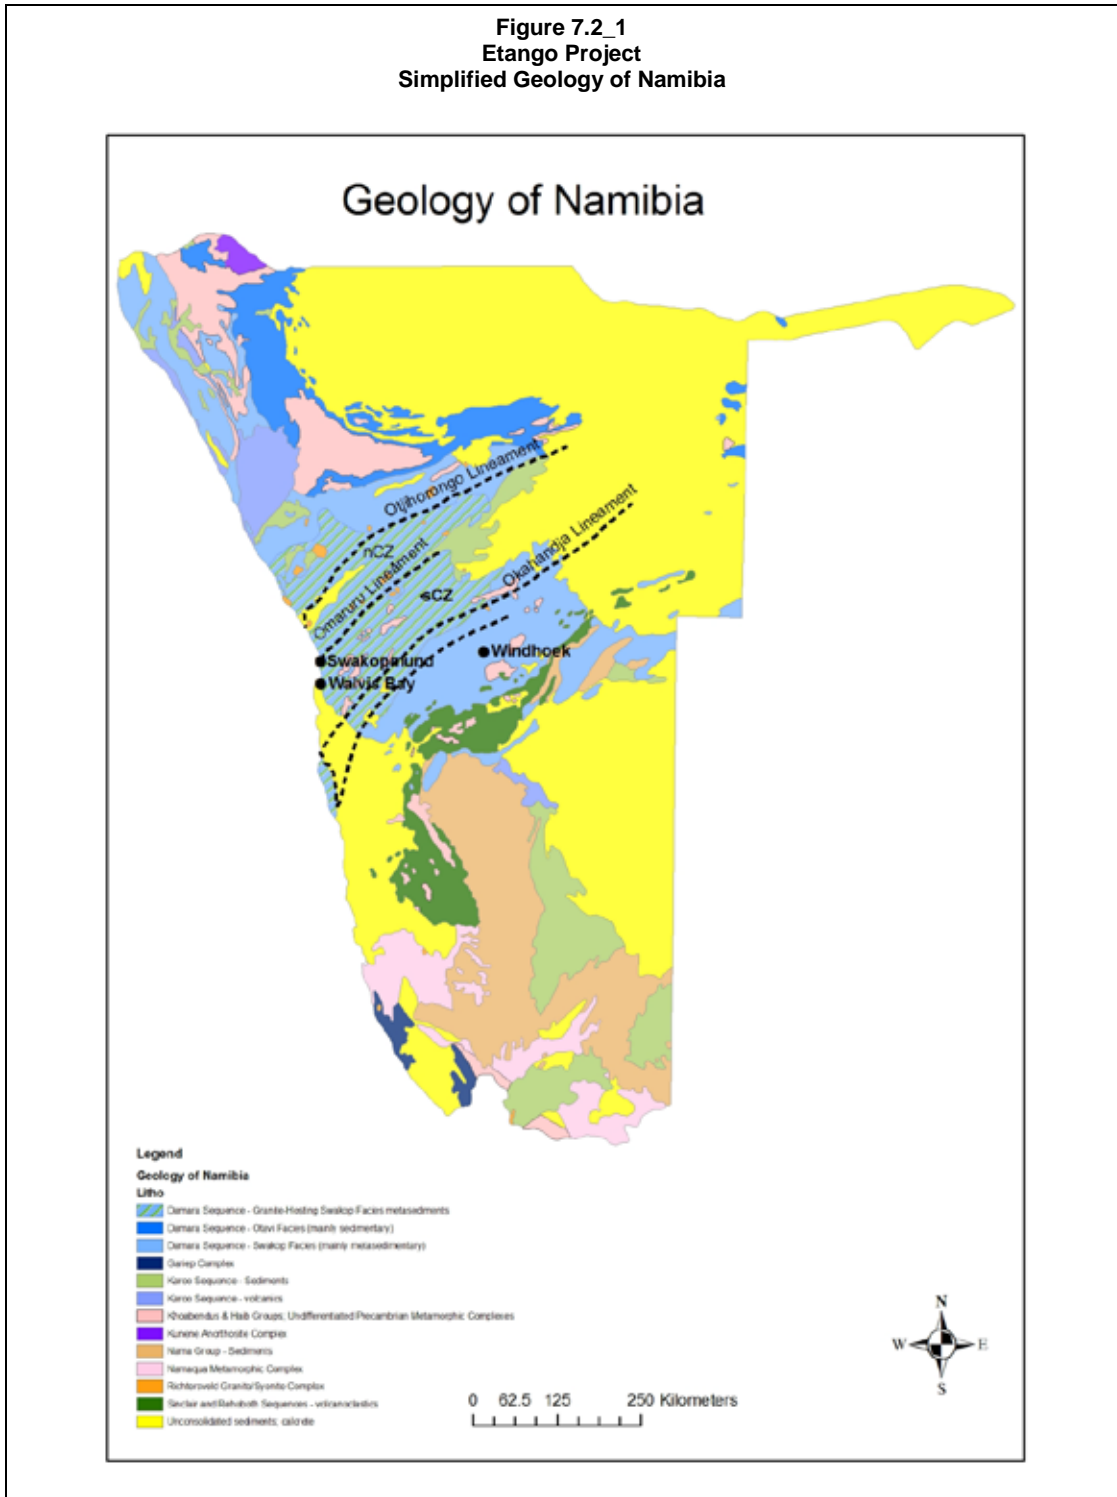 Figure 7.2_1
Etango Project
Simplified Geology of Namibia
Geology of Namibia
Otjihorongo Lineament
nCZ
Omaruru Lineament
Okahandja Lineament
sCZ
Swakopmund
Windhoek
Walvis Bay
Legend
Geology of Namibia
Litho
Damara Sequence - Granite-Hosting Swakop Facies metasediments
Damara Sequence - Otavi Facies (mainly sedimentary)
Damara Sequence - Swakop Facies (mainly metasedimentary)
Gariep Complex
Karoo Sequence - Sediments
Karoo Sequence - volcanics
Khoabendus & Haib Groups; Undifferentiated Precambrian Metamorphic Complexes
Kunene Anorthosite Complex
Nama Group - Sediments
Namaqua Metamorphic Complex
Richtersveld Granite/Syenite Complex
Sinclair and Rehoboth Sequences - volcanoclastics
Unconsolidated sediments; calcrete
0 62.5 125 250 Kilometers
N
W E
S